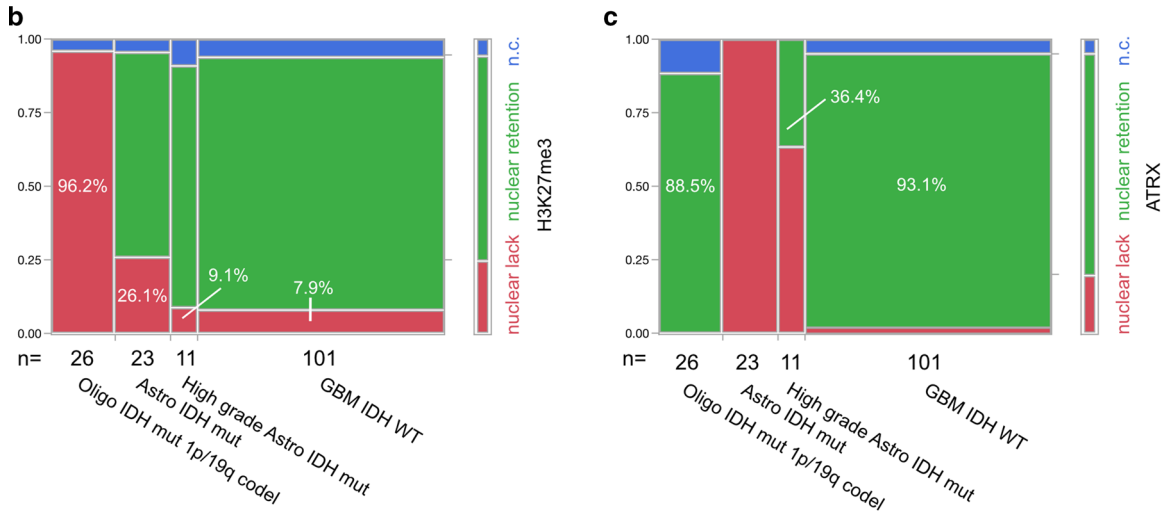 b
1.00
0.75
0.50
0.25
0.00
96.2%
26.1%
9.1%
7.9%
n= 26 23 11 101
Oligo IDH mut 1p/19q codel
Astro IDH mut
High grade Astro IDH mut
GBM IDH WT
nuclear lack nuclear retention n.c.
H3K27me3
c
1.00
0.75
0.50
0.25
0.00
88.5%
36.4%
93.1%
n= 26 23 11 101
Oligo IDH mut 1p/19q codel
Astro IDH mut
High grade Astro IDH mut
GBM IDH WT
nuclear lack nuclear retention n.c.
ATRX